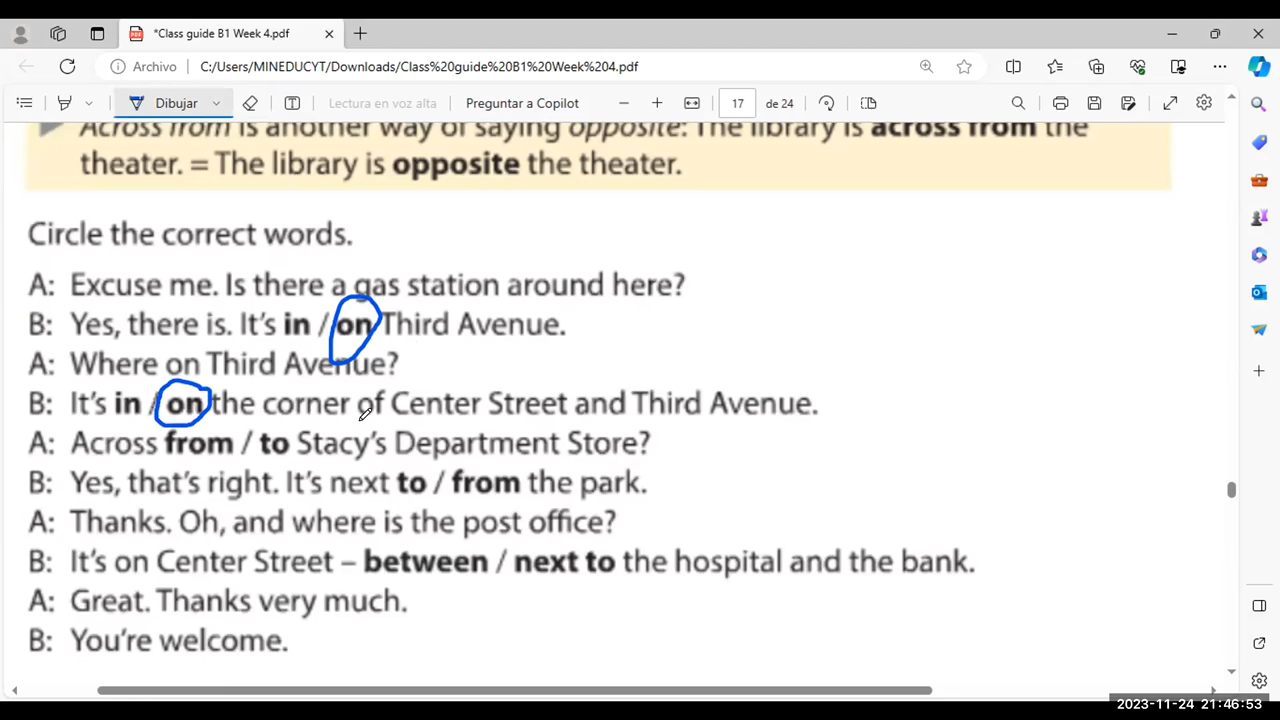 *Class guide B1 Week 4.pdf
Archivo C:/Users/MINEDUCYT/Downloads/Class%20guide%20B1%20Week%204.pdf
Dibujar Lectura en voz alta Preguntar a Copilot 17 de 24
Across from is another way of saying opposite: The library is across from the
theater. = The library is opposite the theater.
Circle the correct words.
A: Excuse me. Is there a gas station around here?
B: Yes, there is. It's in / on Third Avenue.
A: Where on Third Avenue?
B: It's in / on the corner of Center Street and Third Avenue.
A: Across from / to Stacy's Department Store?
B: Yes, that's right. It's next to / from the park.
A: Thanks. Oh, and where is the post office?
B: It's on Center Street – between / next to the hospital and the bank.
A: Great. Thanks very much.
B: You're welcome.
2023-11-24 21:46:53